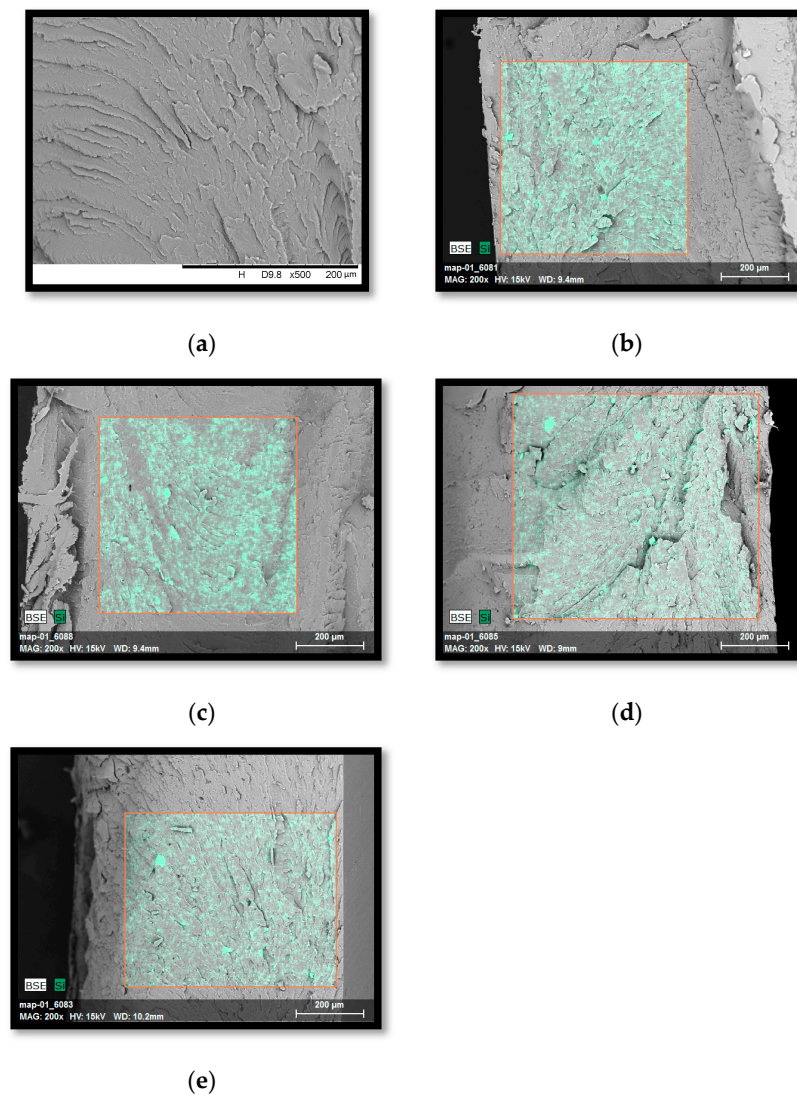 H D9.8 x500 200 µm
(a)
BSE Si
map-01_6081
MAG: 200x HV: 15kV WD: 9.4mm
200 µm
(b)
BSE Si
map-01_6088
MAG: 200x HV: 15kV WD: 9.4mm
200 µm
(c)
BSE Si
map-01_6085
MAG: 200x HV: 15kV WD: 9mm
200 µm
(d)
BSE Si
map-01_6083
MAG: 200x HV: 15kV WD: 10.2mm
200 µm
(e)